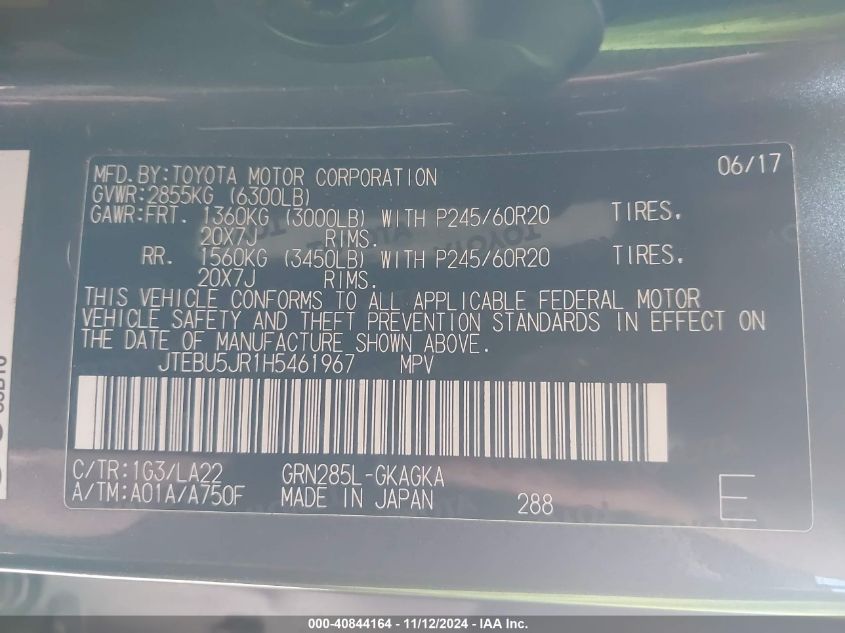 MFD.BY:TOYOTA MOTOR CORPORATION 06/17
GVWR:2855KG (6300LB)
GAWR:FRT. 1360KG (3000LB) WITH P245/60R20 TIRES.
20X7J RIMS.
RR. 1560KG (3450LB) WITH P245/60R20 TIRES.
20X7J RIMS.
THIS VEHICLE CONFORMS TO ALL APPLICABLE FEDERAL MOTOR
VEHICLE SAFETY AND THEFT PREVENTION STANDARDS IN EFFECT ON
THE DATE OF MANUFACTURE SHOWN ABOVE.
JTEBU5JR1H5461967 MPV
C/TR:1G3/LA22 GRN285L-GKAGKA
A/TM:A01A/A750F MADE IN JAPAN 288 E
000-40844164 - 11/12/2024 - IAA Inc.